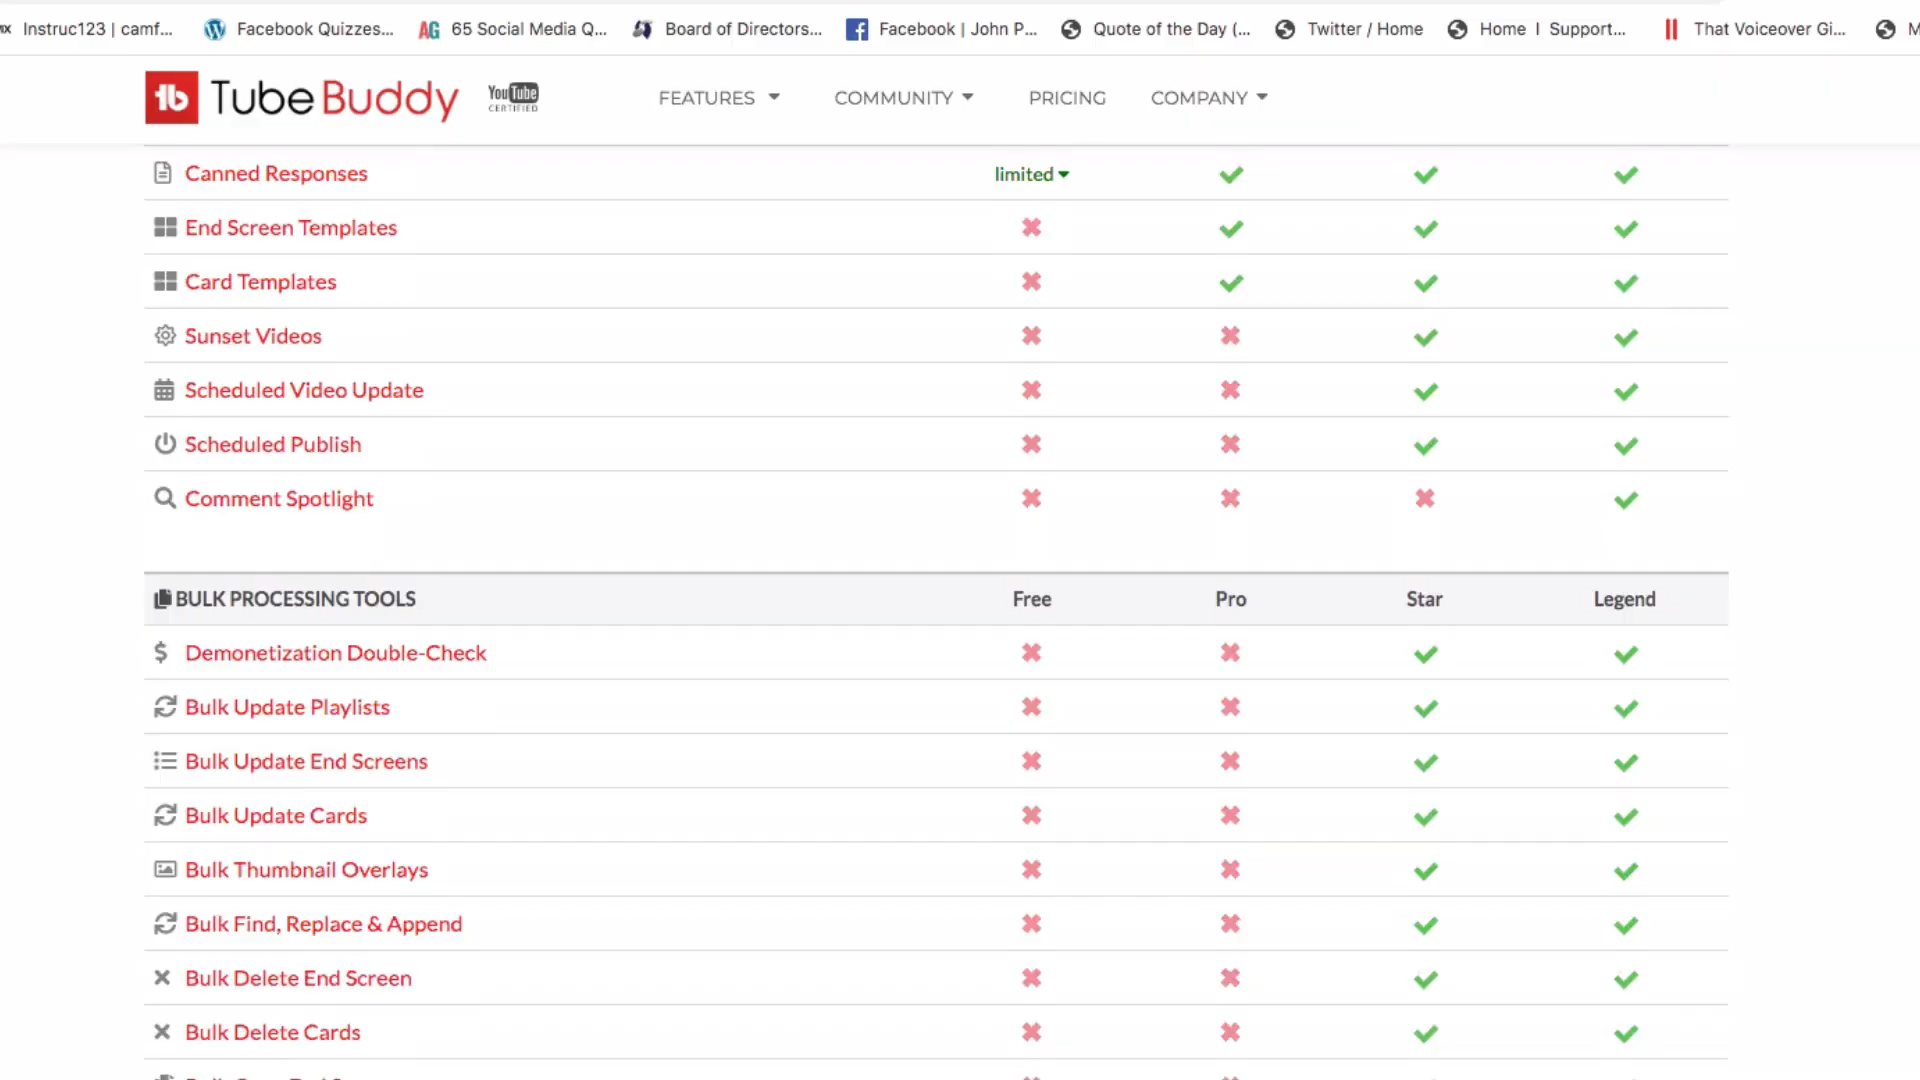 Instruc123 | camf... Facebook Quizzes... AG 65 Social Media Q... Board of Directors... Facebook | John P... Quote of the Day (... Twitter / Home Home I Support... That Voiceover Gi...
tb TubeBuddy YouTube CERTIFIED FEATURES COMMUNITY PRICING COMPANY
Canned Responses limited
End Screen Templates
Card Templates
Sunset Videos
Scheduled Video Update
Scheduled Publish
Comment Spotlight
BULK PROCESSING TOOLS Free Pro Star Legend
Demonetization Double-Check
Bulk Update Playlists
Bulk Update End Screens
Bulk Update Cards
Bulk Thumbnail Overlays
Bulk Find, Replace & Append
Bulk Delete End Screen
Bulk Delete Cards